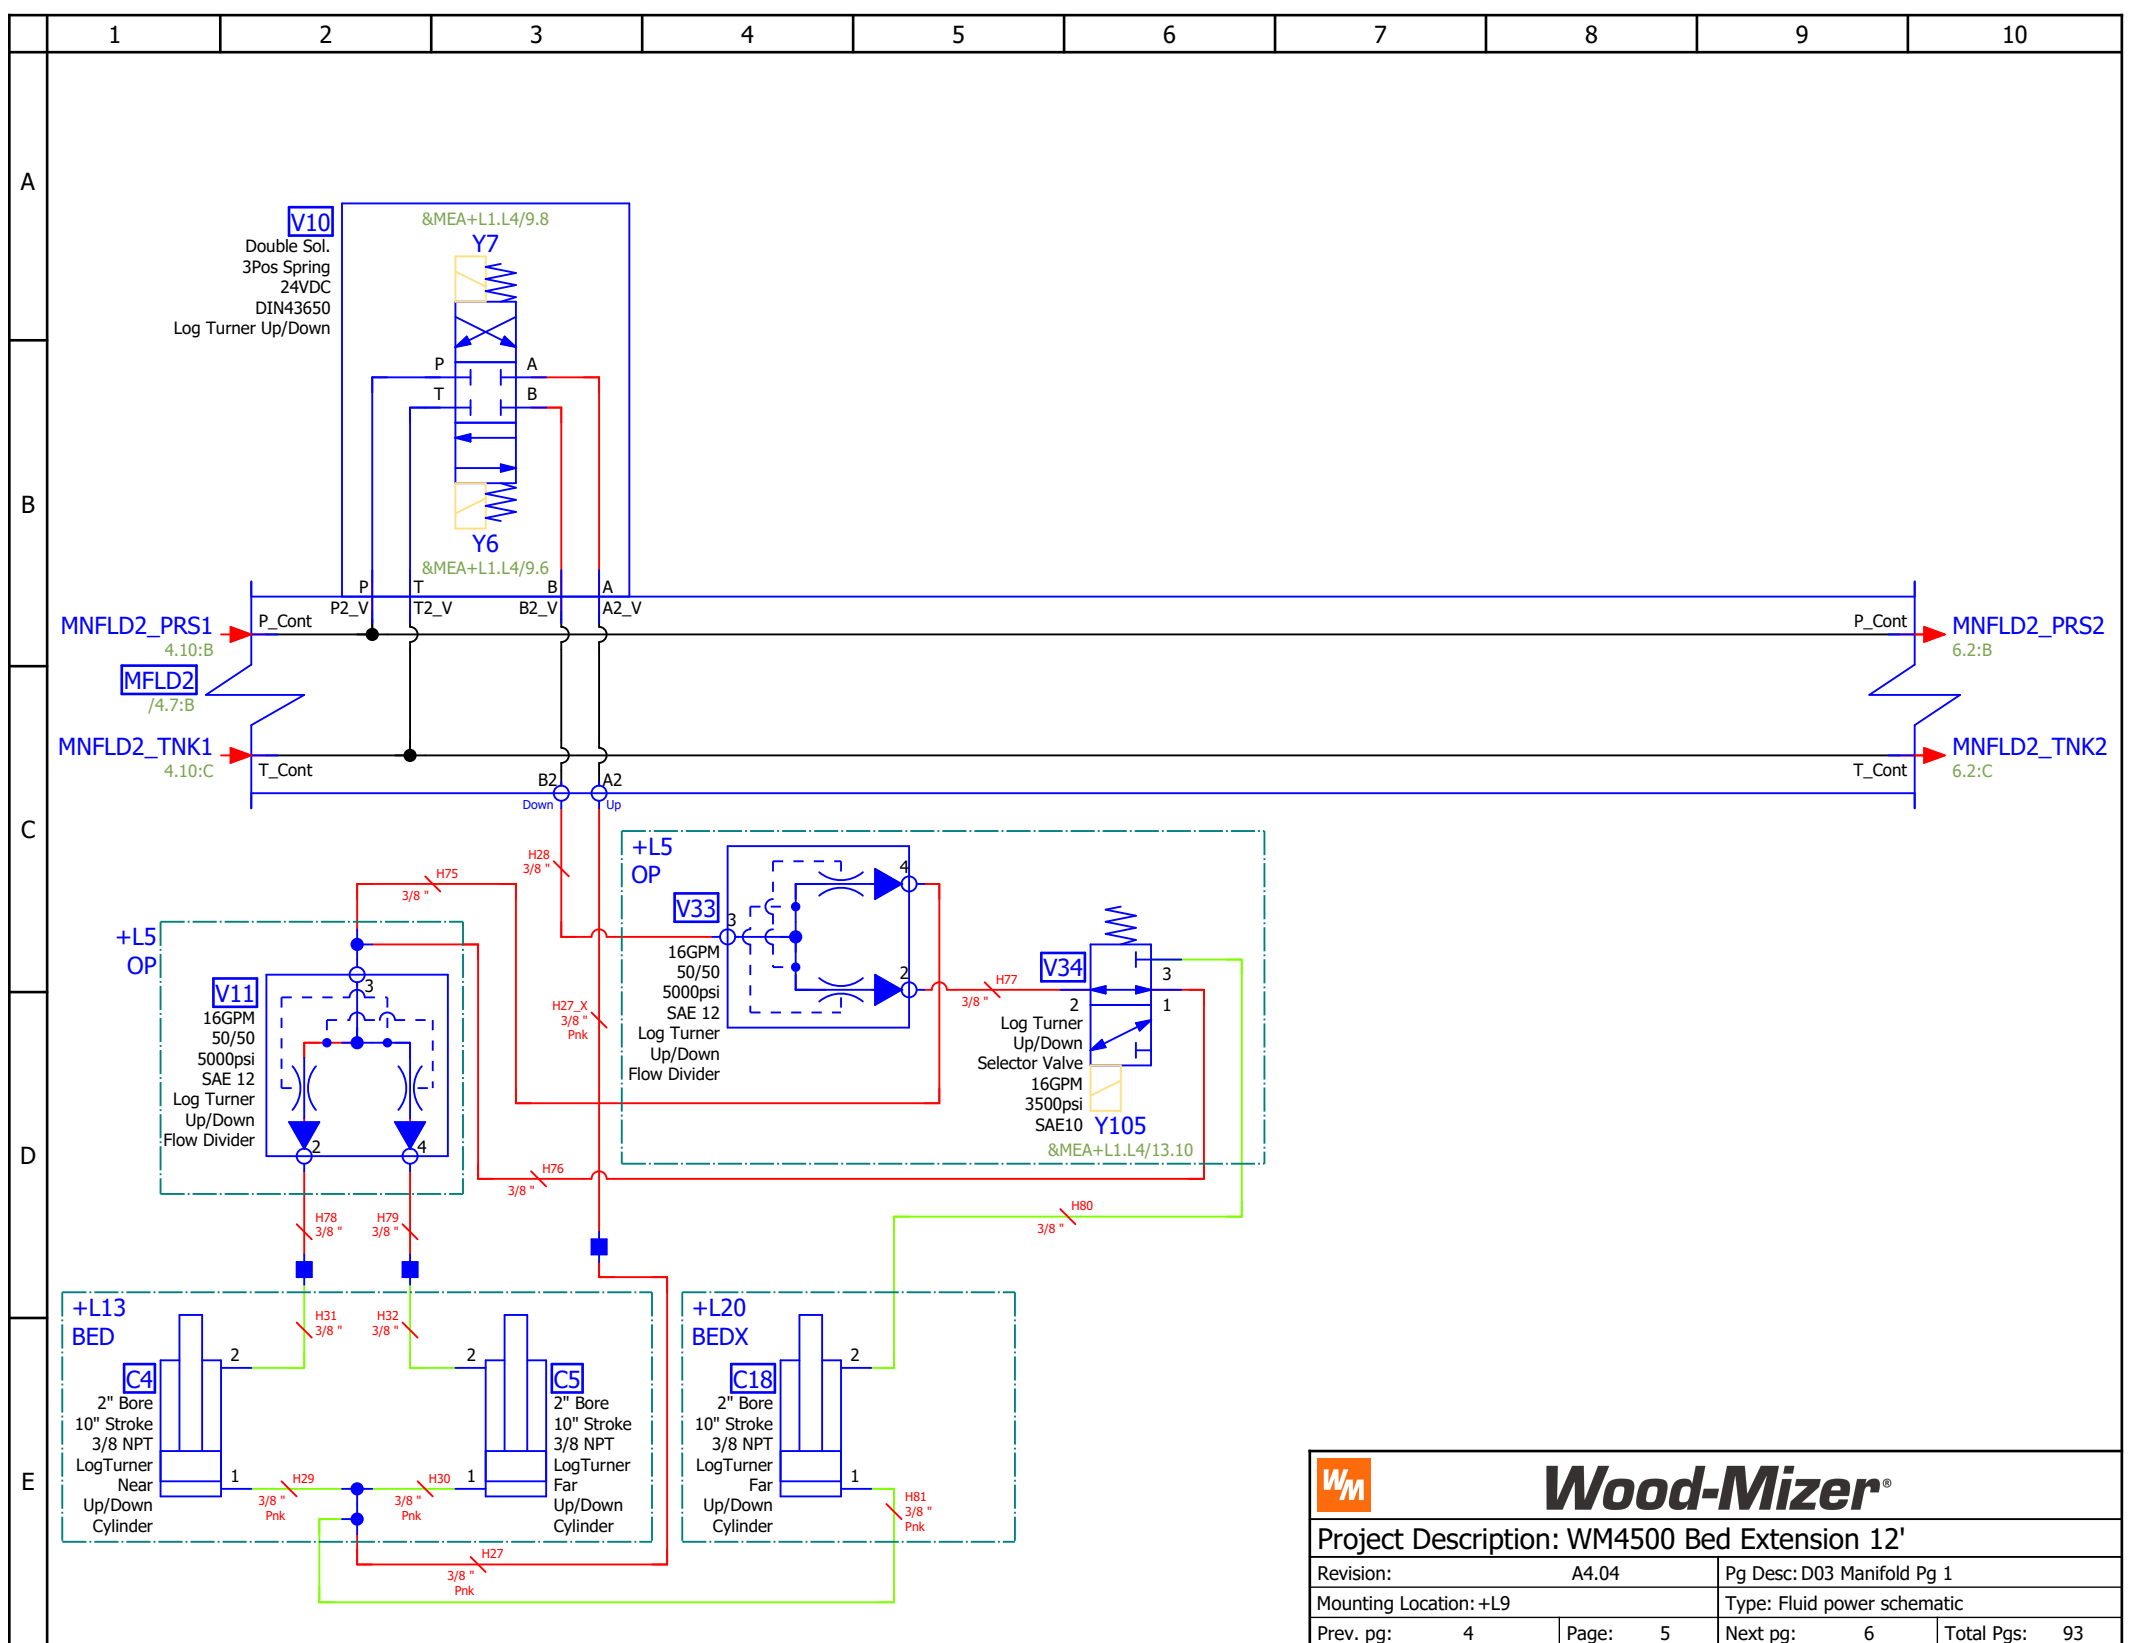 1 2 3 4 5 6 7 8 9 10
A
B
C
D
E
V10
Double Sol.
3Pos Spring
24VDC
DIN43650
Log Turner Up/Down
&MEA+L1.L4/9.8
Y7
P A
T B
Y6
&MEA+L1.L4/9.6
P T B A
P2_V T2_V B2_V A2_V
MNFLD2_PRS1
4.10:B
P_Cont
P_Cont
MNFLD2_PRS2
6.2:B
MFLD2
/4.7:B
MNFLD2_TNK1
4.10:C
T_Cont
T_Cont
MNFLD2_TNK2
6.2:C
B2 A2
Down Up
H28
3/8 "
H75
3/8 "
+L5
OP
V33
3
4
2
16GPM
50/50
5000psi
SAE 12
Log Turner
Up/Down
Flow Divider
H77
3/8 "
V34
3
2 1
Log Turner
Up/Down
Selector Valve
16GPM
3500psi
SAE10
Y105
&MEA+L1.L4/13.10
+L5
OP
V11
3
16GPM
50/50
5000psi
SAE 12
Log Turner
Up/Down
Flow Divider
2 4
H27_X
3/8 "
Pnk
H76
3/8 "
H78
3/8 "
H79
3/8 "
H80
3/8 "
+L13
BED
H31
3/8 "
H32
3/8 "
C4
2" Bore
10" Stroke
3/8 NPT
LogTurner
Near
Up/Down
Cylinder
2
1
H29
3/8 "
Pnk
H30
3/8 "
Pnk
2
1
C5
2" Bore
10" Stroke
3/8 NPT
LogTurner
Far
Up/Down
Cylinder
H27
3/8 "
Pnk
+L20
BEDX
C18
2" Bore
10" Stroke
3/8 NPT
LogTurner
Far
Up/Down
Cylinder
2
1
H81
3/8 "
Pnk
WM Wood-Mizer®
Project Description: WM4500 Bed Extension 12'
Revision: A4.04 Pg Desc: D03 Manifold Pg 1
Mounting Location: +L9 Type: Fluid power schematic
Prev. pg: 4 Page: 5 Next pg: 6 Total Pgs: 93